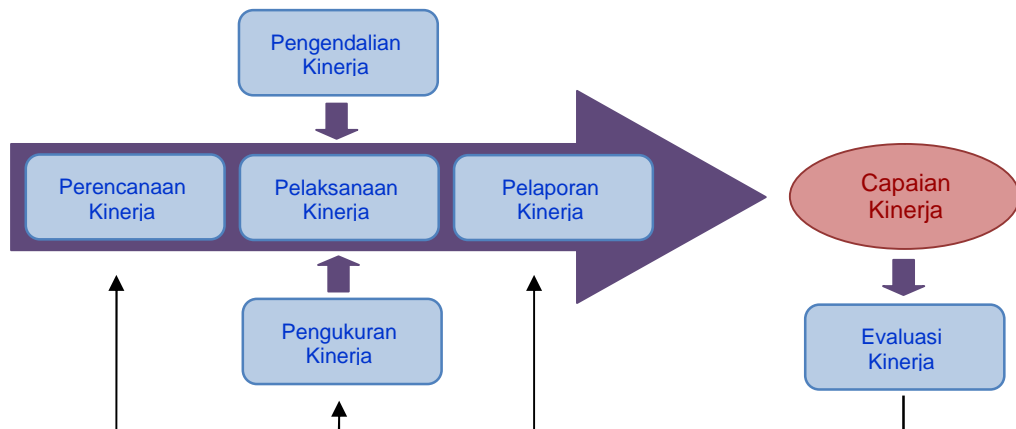 Pengendalian
Kinerja
Perencanaan
Kinerja
Pelaksanaan
Kinerja
Pelaporan
Kinerja
Capaian
Kinerja
Pengukuran
Kinerja
Evaluasi
Kinerja